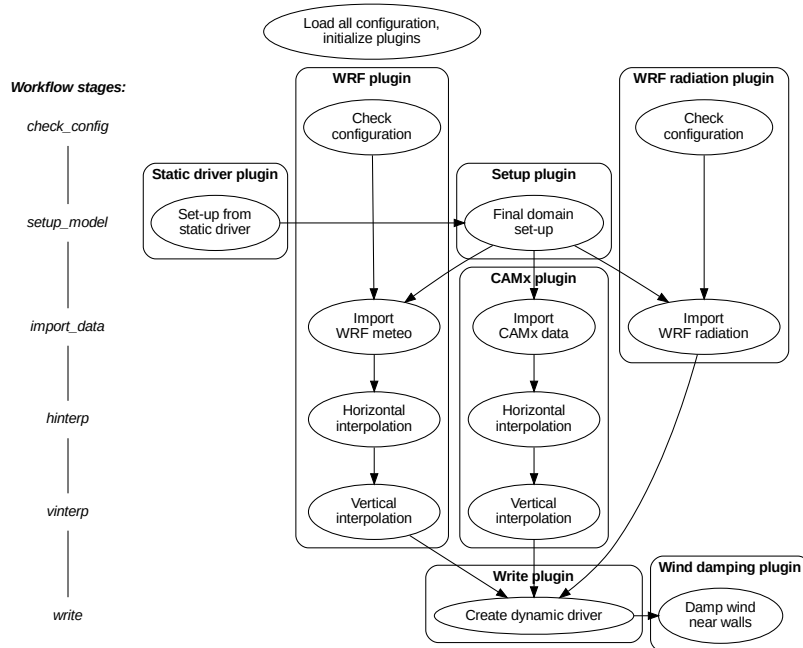 Load all configuration,
initialize plugins
Workflow stages:
check_config
setup_model
import_data
hinterp
vinterp
write
WRF plugin
Check
configuration
WRF radiation plugin
Check
configuration
Static driver plugin
Set-up from
static driver
Setup plugin
Final domain
set-up
CAMx plugin
Import
WRF meteo
Import
CAMx data
Import
WRF radiation
Horizontal
interpolation
Horizontal
interpolation
Vertical
interpolation
Vertical
interpolation
Write plugin
Create dynamic driver
Wind damping plugin
Damp wind
near walls